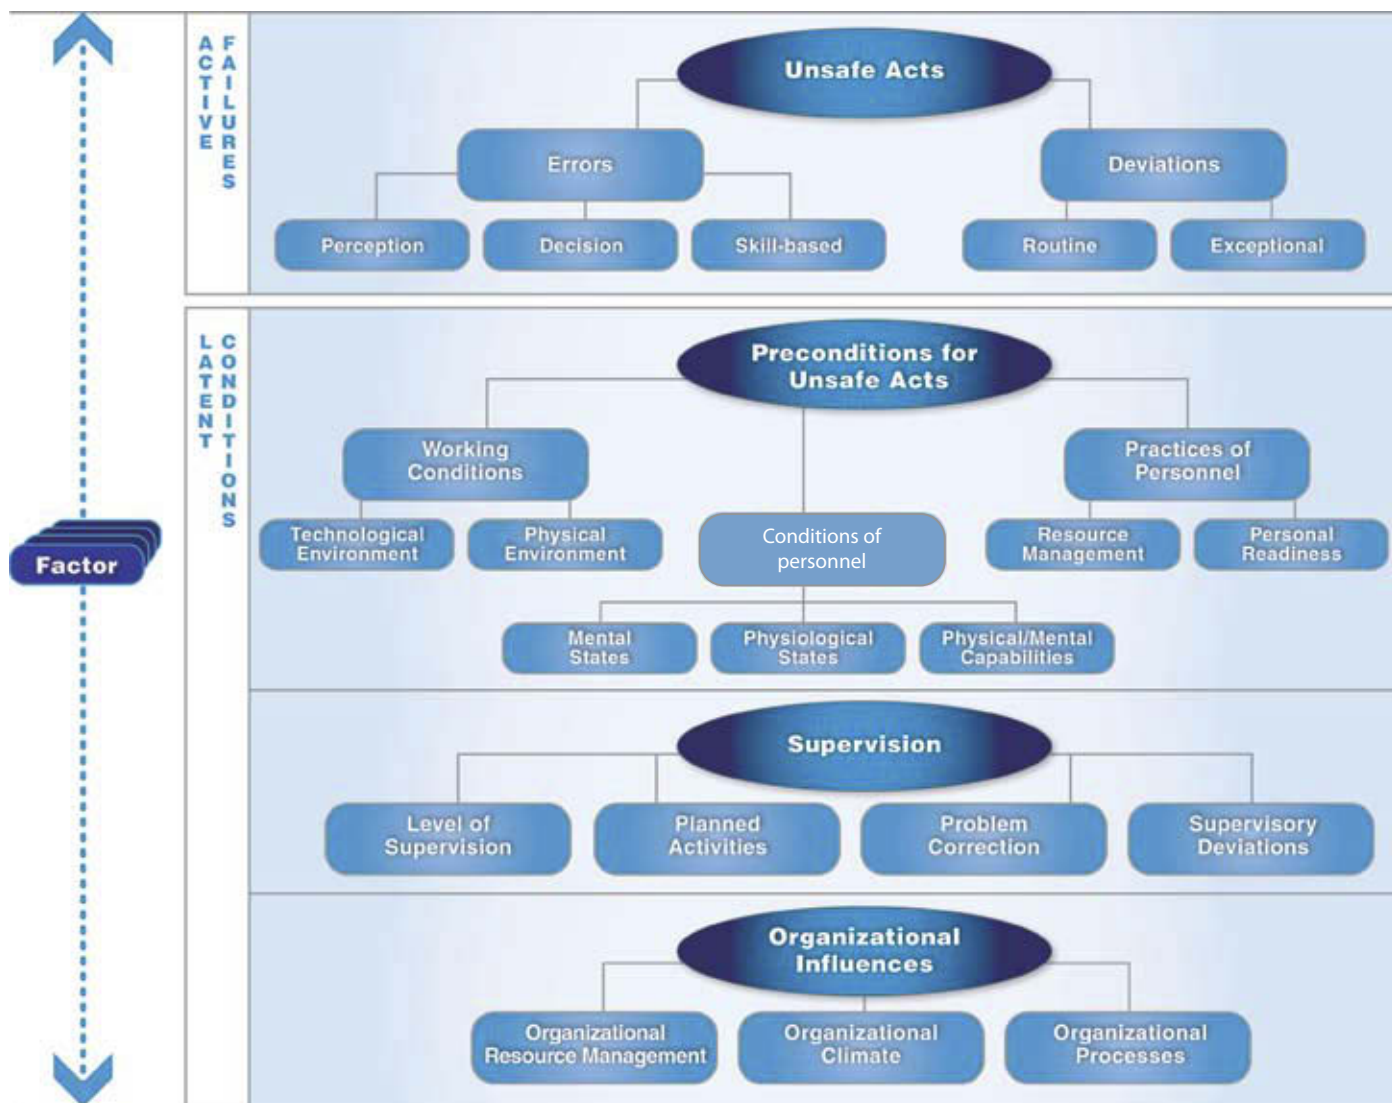 ACTIVE
FAILURES
Unsafe Acts
Errors
Deviations
Perception
Decision
Skill-based
Routine
Exceptional
LATENT
CONDITIONS
Preconditions for
Unsafe Acts
Working
Conditions
Practices of
Personnel
Technological
Environment
Physical
Environment
Conditions of
personnel
Resource
Management
Personal
Readiness
Factor
Mental
States
Physiological
States
Physical/Mental
Capabilities
Supervision
Level of
Supervision
Planned
Activities
Problem
Correction
Supervisory
Deviations
Organizational
Influences
Organizational
Resource Management
Organizational
Climate
Organizational
Processes